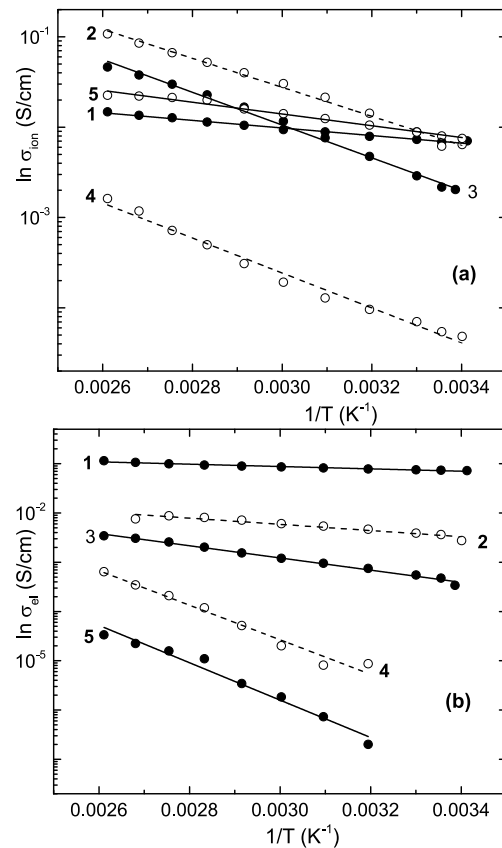 10⁻¹
2
5
1
3
10⁻³
4
ln σ_ion (S/cm)
(a)
0.0026 0.0028 0.0030 0.0032 0.0034
1/T (K⁻¹)
1
10⁻²
2
3
ln σ_el (S/cm)
4
10⁻⁵
5
(b)
0.0026 0.0028 0.0030 0.0032 0.0034
1/T (K⁻¹)